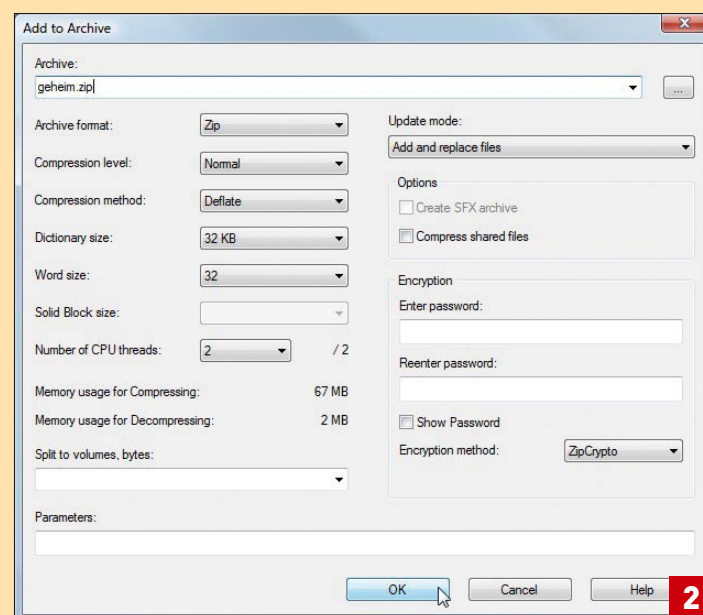 Add to Archive
Archive:
geheim.zip
...
Archive format:
Zip
Compression level:
Normal
Compression method:
Deflate
Dictionary size:
32 KB
Word size:
32
Solid Block size:
Number of CPU threads:
2
/ 2
Memory usage for Compressing:
67 MB
Memory usage for Decompressing:
2 MB
Split to volumes, bytes:
Update mode:
Add and replace files
Options
Create SFX archive
Compress shared files
Encryption
Enter password:
Reenter password:
Show Password
Encryption method:
ZipCrypto
Parameters:
OK
Cancel
Help
2